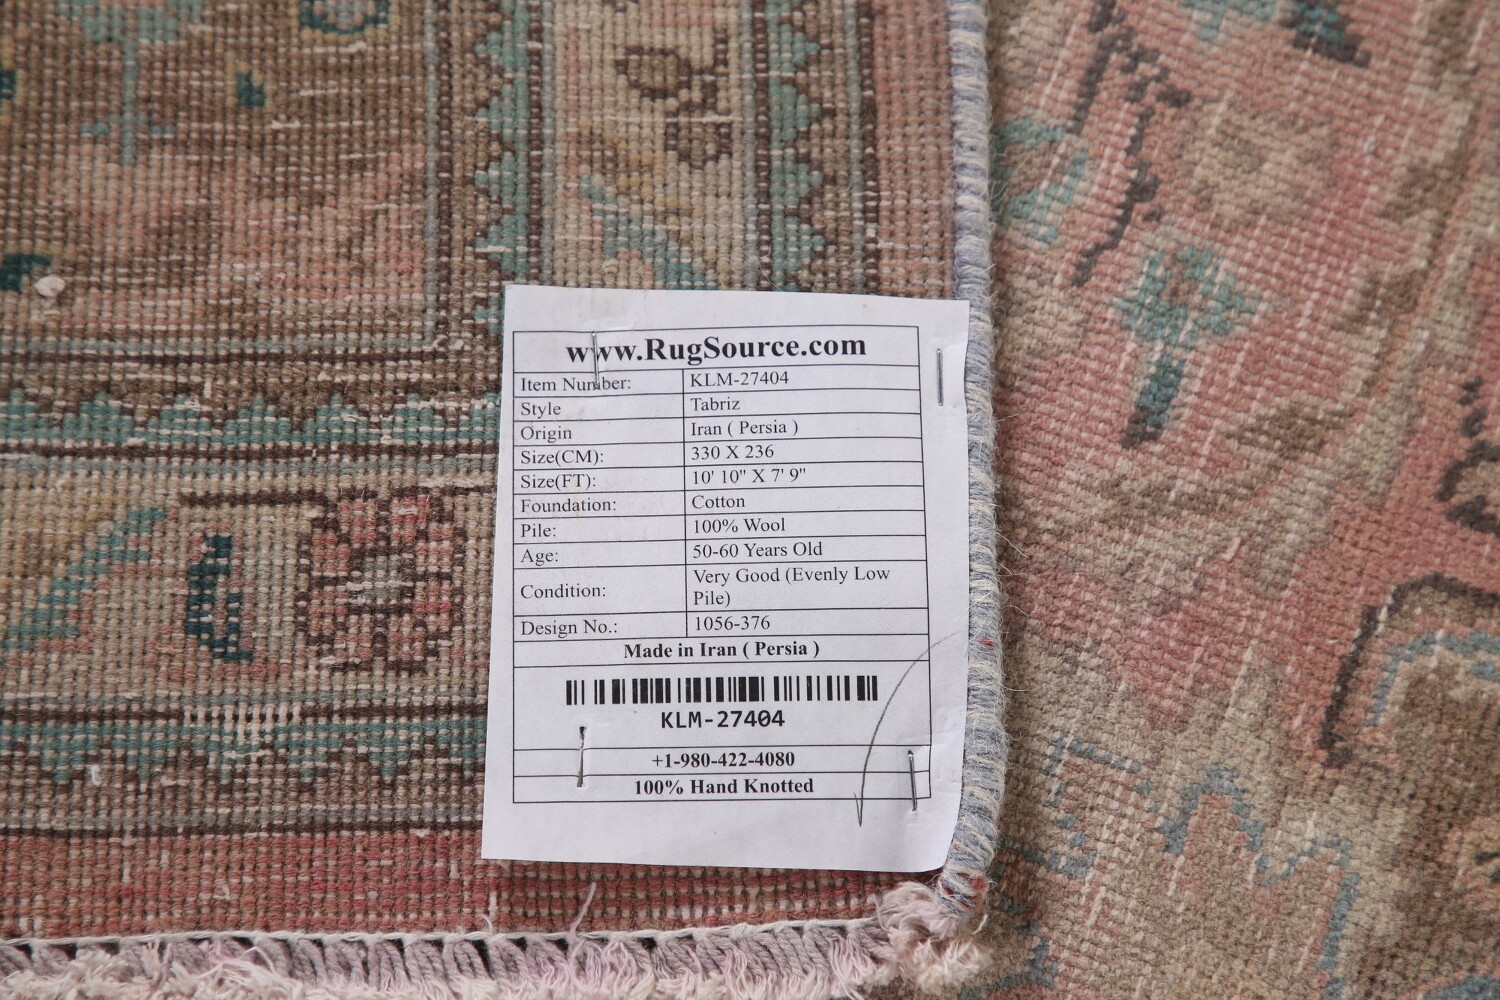 www.RugSource.com
Item Number: KLM-27404
Style Tabriz
Origin Iran ( Persia )
Size(CM): 330 X 236
Size(FT): 10' 10" X 7' 9"
Foundation: Cotton
Pile: 100% Wool
Age: 50-60 Years Old
Condition: Very Good (Evenly Low
Pile)
Design No.: 1056-376
Made in Iran ( Persia )
KLM-27404
+1-980-422-4080
100% Hand Knotted